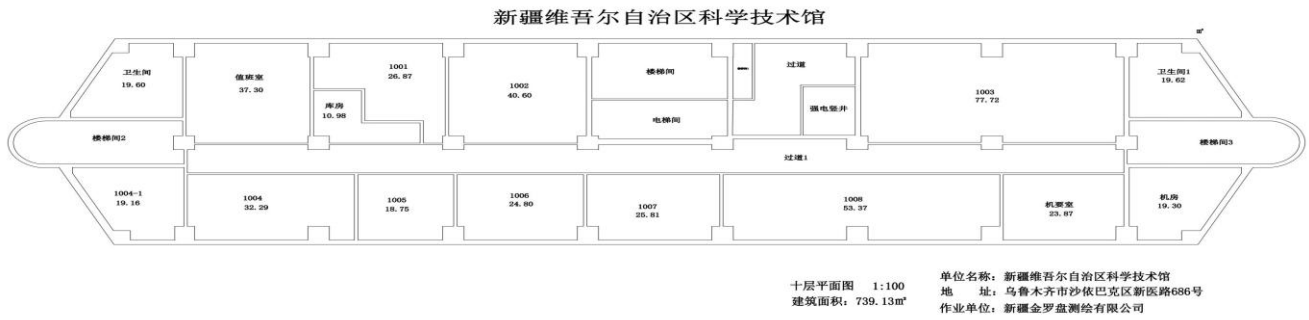 新疆维吾尔自治区科学技术馆
m²
卫生间
19.60
值班室
37.30
1001
26.87
库房
10.98
1002
40.60
楼梯间
电梯间
过道
强电竖井
1003
77.72
卫生间1
19.62
楼梯间2
过道1
楼梯间3
1004-1
19.16
1004
32.29
1005
18.75
1006
24.80
1007
25.81
1008
53.37
机要室
23.87
机房
19.30
十层平面图 1:100
建筑面积：739.13m²
单位名称：新疆维吾尔自治区科学技术馆
地 址：乌鲁木齐市沙依巴克区新医路686号
作业单位：新疆金罗盘测绘有限公司